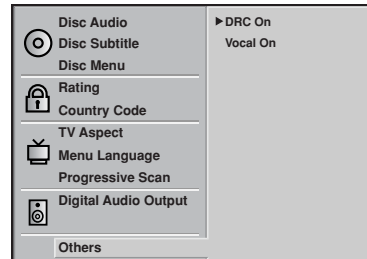 Disc Audio
Disc Subtitle
Disc Menu
Rating
Country Code
TV Aspect
Menu Language
Progressive Scan
Digital Audio Output
Others
DRC On
Vocal On